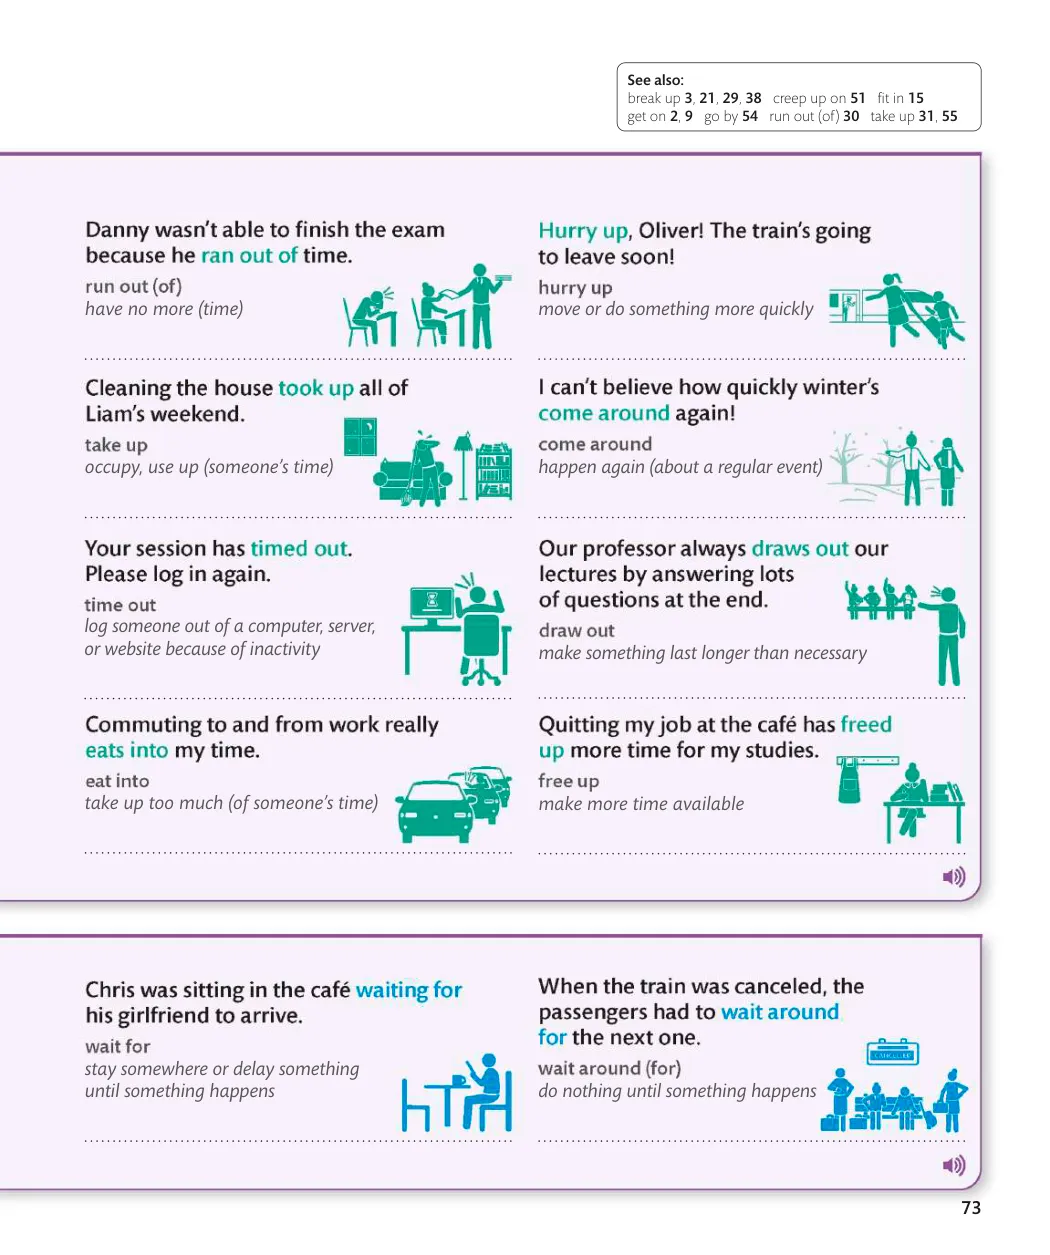 See also:
break up 3, 21, 29, 38   creep up on 51   fit in 15
get on 2, 9   go by 54   run out (of) 30   take up 31, 55
Danny wasn't able to finish the exam
because he ran out of time.
run out (of)
have no more (time)
Hurry up, Oliver! The train's going
to leave soon!
hurry up
move or do something more quickly
Cleaning the house took up all of
Liam's weekend.
take up
occupy, use up (someone's time)
I can't believe how quickly winter's
come around again!
come around
happen again (about a regular event)
Your session has timed out.
Please log in again.
time out
log someone out of a computer, server,
or website because of inactivity
Our professor always draws out our
lectures by answering lots
of questions at the end.
draw out
make something last longer than necessary
Commuting to and from work really
eats into my time.
eat into
take up too much (of someone's time)
Quitting my job at the café has freed
up more time for my studies.
free up
make more time available
Chris was sitting in the café waiting for
his girlfriend to arrive.
wait for
stay somewhere or delay something
until something happens
When the train was canceled, the
passengers had to wait around
for the next one.
wait around (for)
do nothing until something happens
CANCELLED
73